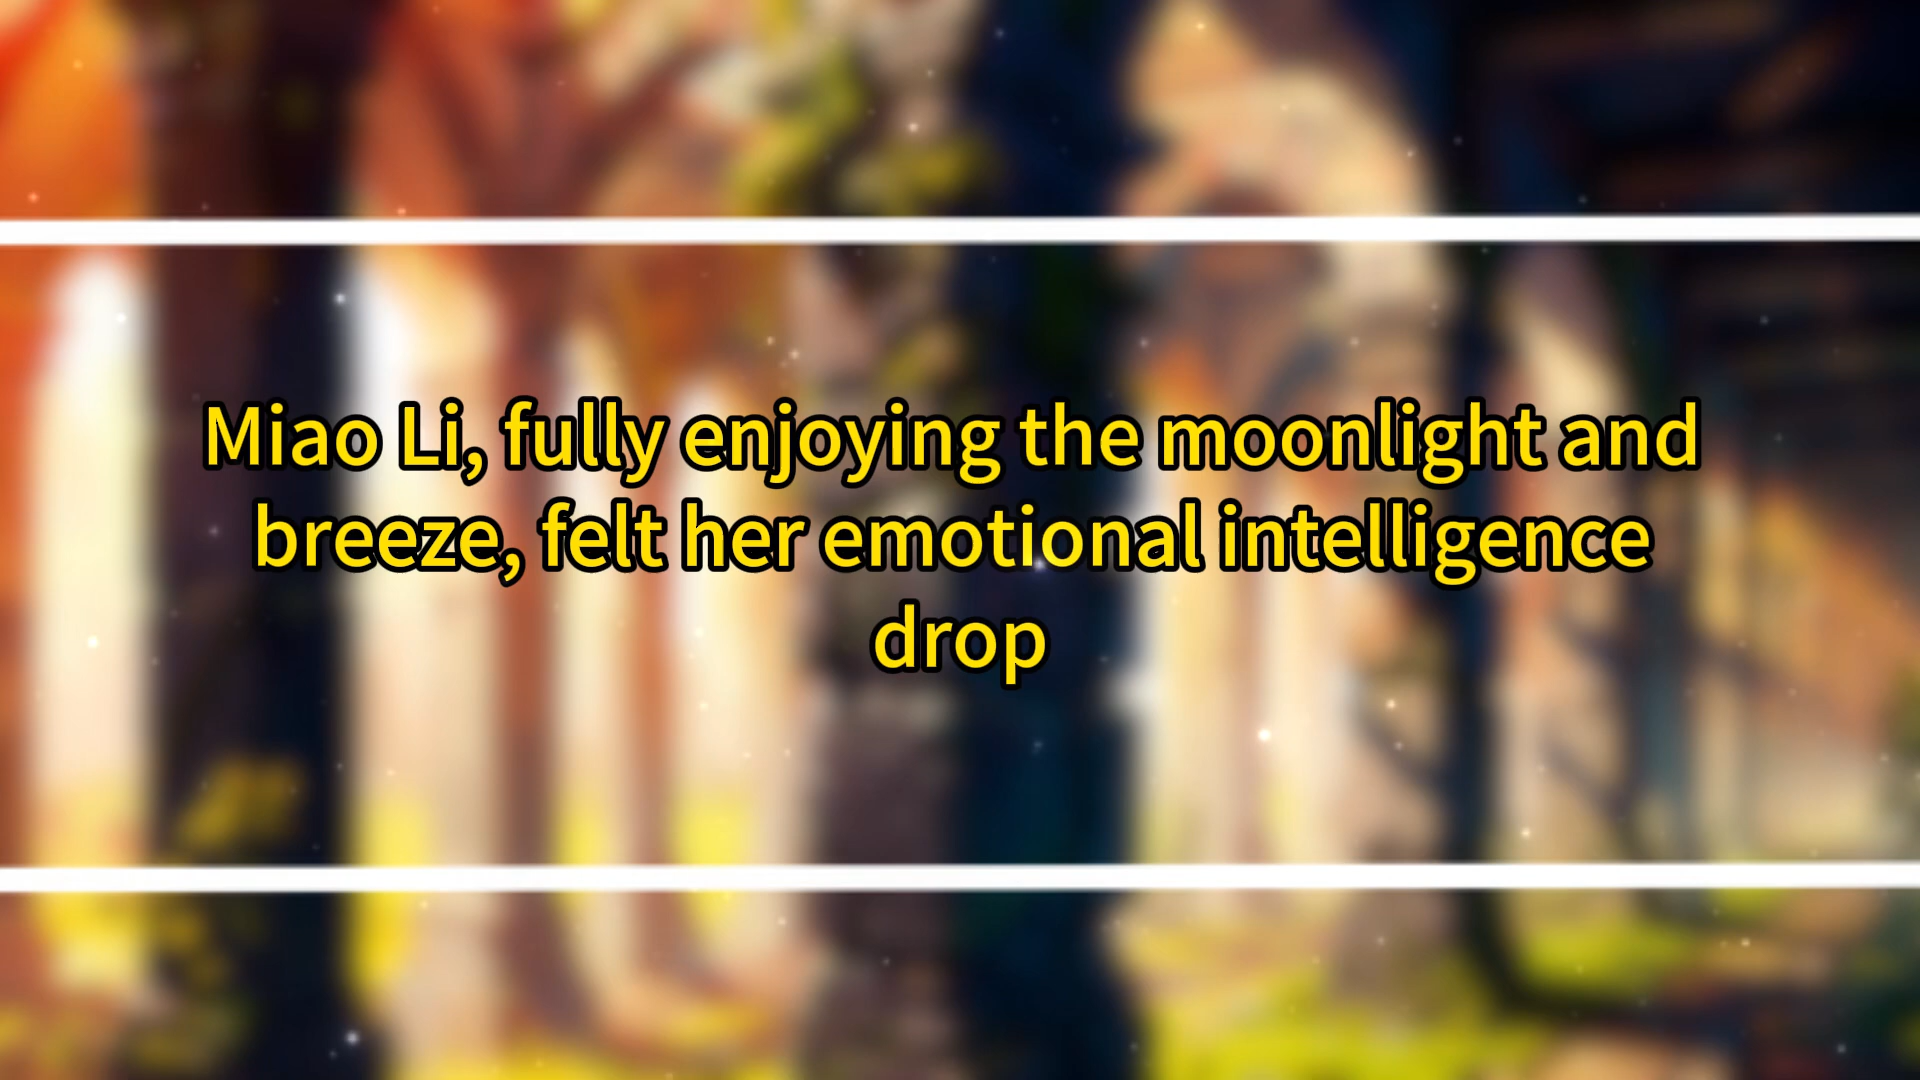 Miao Li, fully enjoying the moonlight and
breeze, felt her emotional intelligence
drop